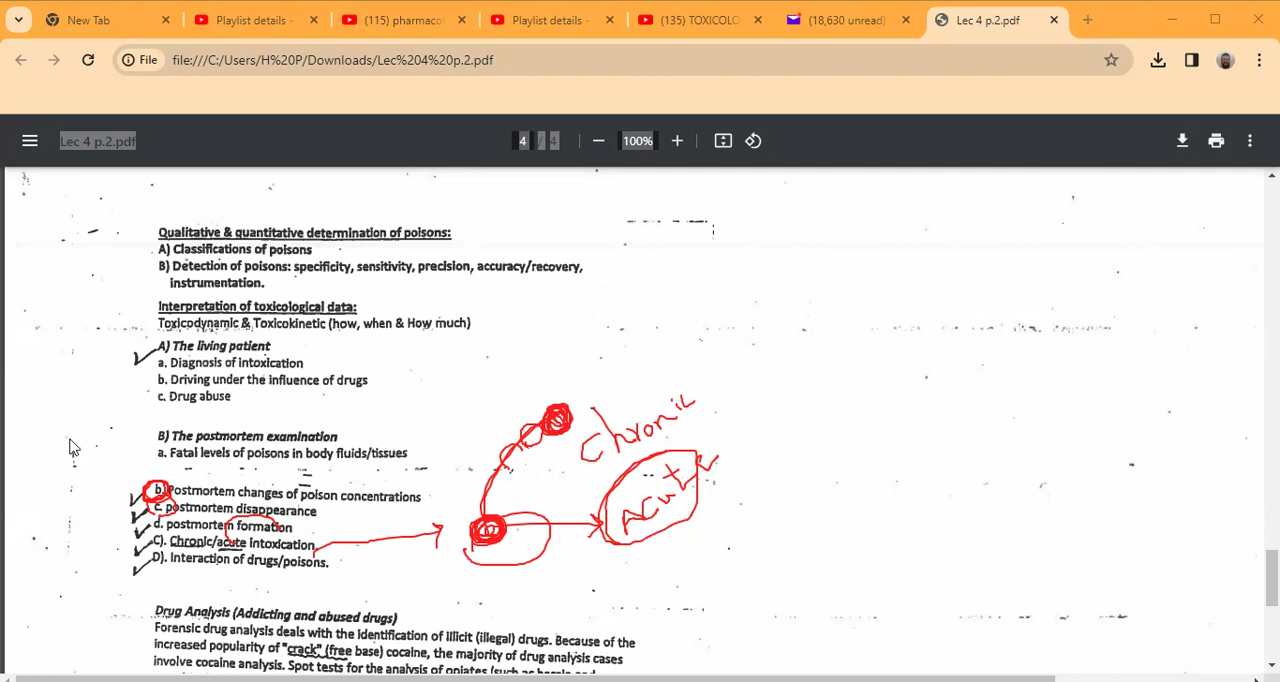 New Tab
Playlist details -
(115) pharmacol
Playlist details -
(135) TOXICOLO
(18,630 unread)
Lec 4 p.2.pdf
File
file:///C:/Users/H%20P/Downloads/Lec%204%20p.2.pdf
Lec 4 p.2.pdf
4 / 4
100%
Qualitative & quantitative determination of poisons:
A) Classifications of poisons
B) Detection of poisons: specificity, sensitivity, precision, accuracy/recovery,
instrumentation.
Interpretation of toxicological data:
Toxicodynamic & Toxicokinetic (how, when & How much)
A) The living patient
a. Diagnosis of intoxication
b. Driving under the influence of drugs
c. Drug abuse
Chronic
B) The postmortem examination
a. Fatal levels of poisons in body fluids/tissues
b. Postmortem changes of poison concentrations
c. postmortem disappearance
Acute
d. postmortem formation
C). Chronic/acute Intoxication
D). Interaction of drugs/poisons.
Drug Analysis (Addicting and abused drugs)
Forensic drug analysis deals with the identification of illicit (illegal) drugs. Because of the
increased popularity of "crack" (free base) cocaine, the majority of drug analysis cases
involve cocaine analysis. Spot tests for the analysis of opiates (such as heroin and